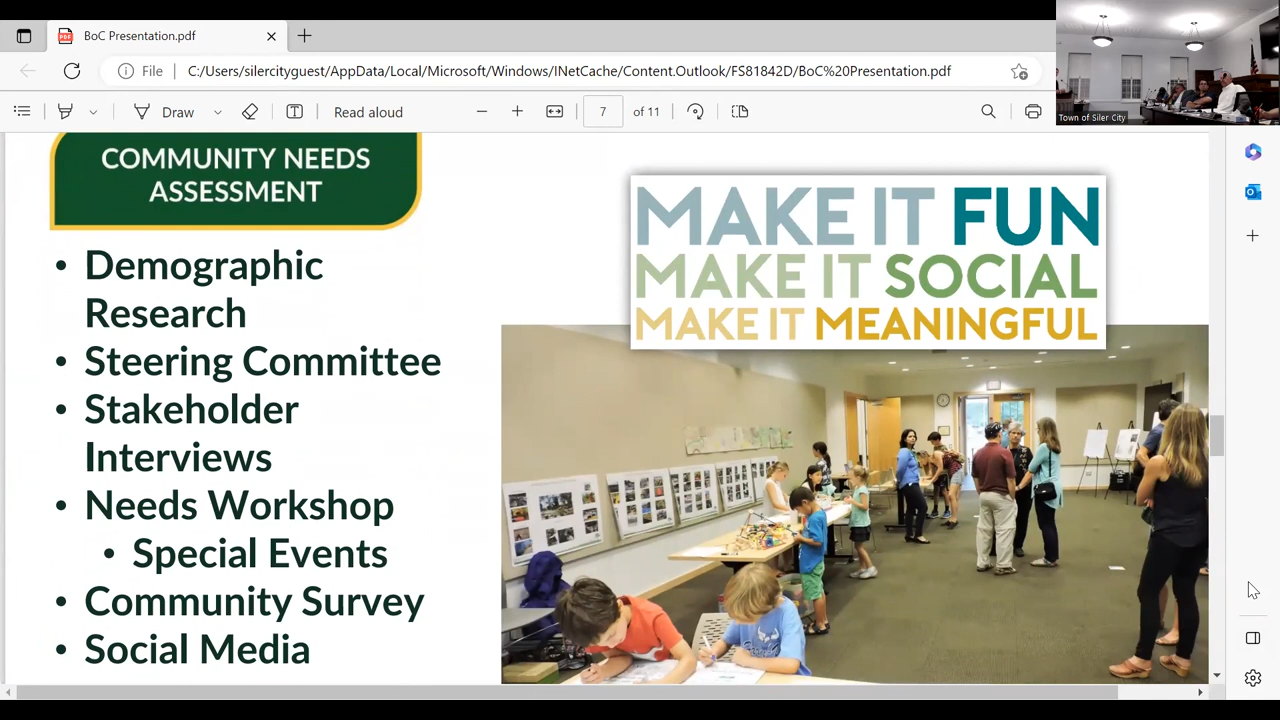 BoC Presentation.pdf
File
C:/Users/silercityguest/AppData/Local/Microsoft/Windows/INetCache/Content.Outlook/FS81842D/BoC%20Presentation.pdf
Draw
Read aloud
7
of 11
Town of Siler City
COMMUNITY NEEDS
ASSESSMENT
• Demographic
Research
• Steering Committee
• Stakeholder
Interviews
• Needs Workshop
• Special Events
• Community Survey
• Social Media
MAKE IT FUN
MAKE IT SOCIAL
MAKE IT MEANINGFUL